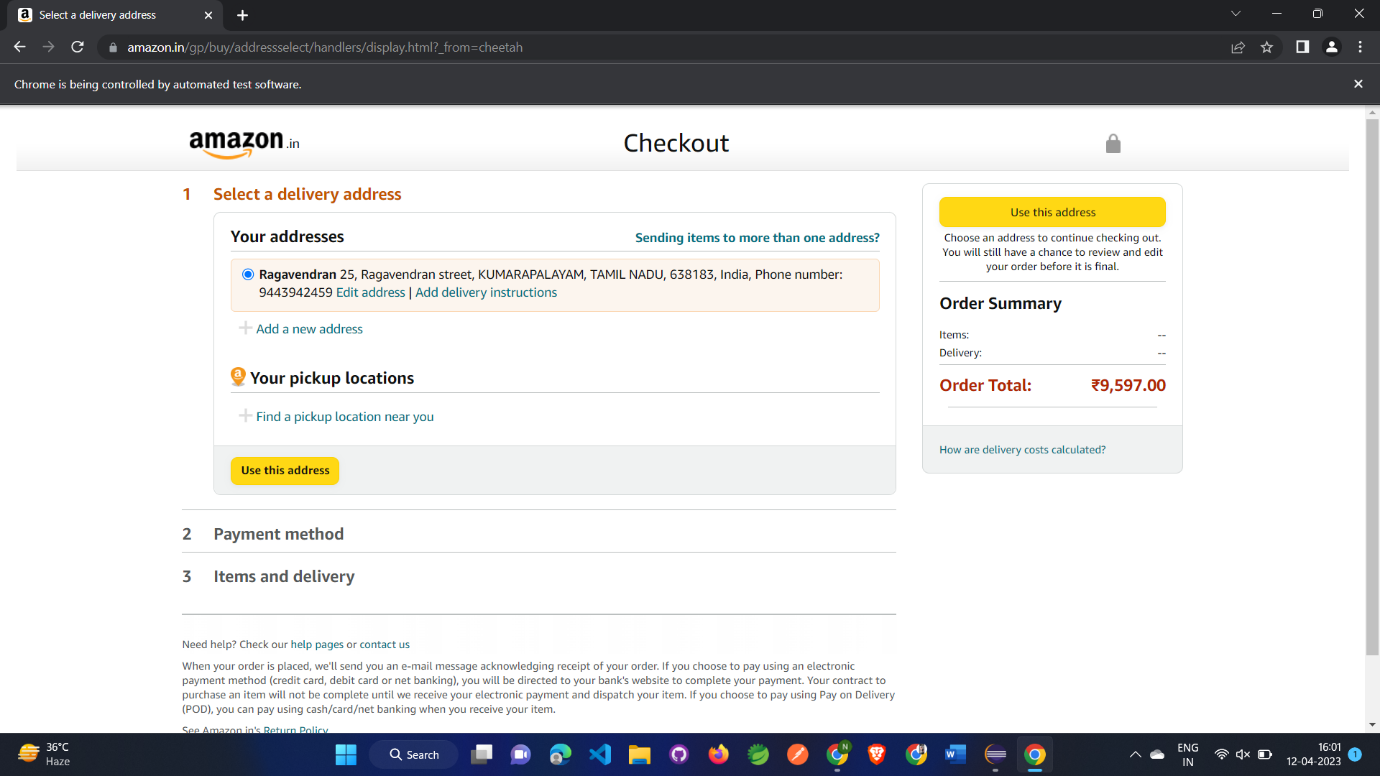 Select a delivery address
amazon.in/gp/buy/addressselect/handlers/display.html?_from=cheetah
Chrome is being controlled by automated test software.
amazon.in
Checkout
1 Select a delivery address
Your addresses
Sending items to more than one address?
Ragavendran 25, Ragavendran street, KUMARAPALAYAM, TAMIL NADU, 638183, India, Phone number:
9443942459 Edit address | Add delivery instructions
Add a new address
Your pickup locations
Find a pickup location near you
Use this address
2 Payment method
3 Items and delivery
Need help? Check our help pages or contact us
When your order is placed, we'll send you an e-mail message acknowledging receipt of your order. If you choose to pay using an electronic
payment method (credit card, debit card or net banking), you will be directed to your bank's website to complete your payment. Your contract to
purchase an item will not be complete until we receive your electronic payment and dispatch your item. If you choose to pay using Pay on Delivery
(POD), you can pay using cash/card/net banking when you receive your item.
See Amazon.in's Return Policy
Use this address
Choose an address to continue checking out.
You will still have a chance to review and edit
your order before it is final.
Order Summary
Items: --
Delivery: --
Order Total: ₹9,597.00
How are delivery costs calculated?
36°C
Haze
Search
N
W
ENG
IN
16:01
12-04-2023
1